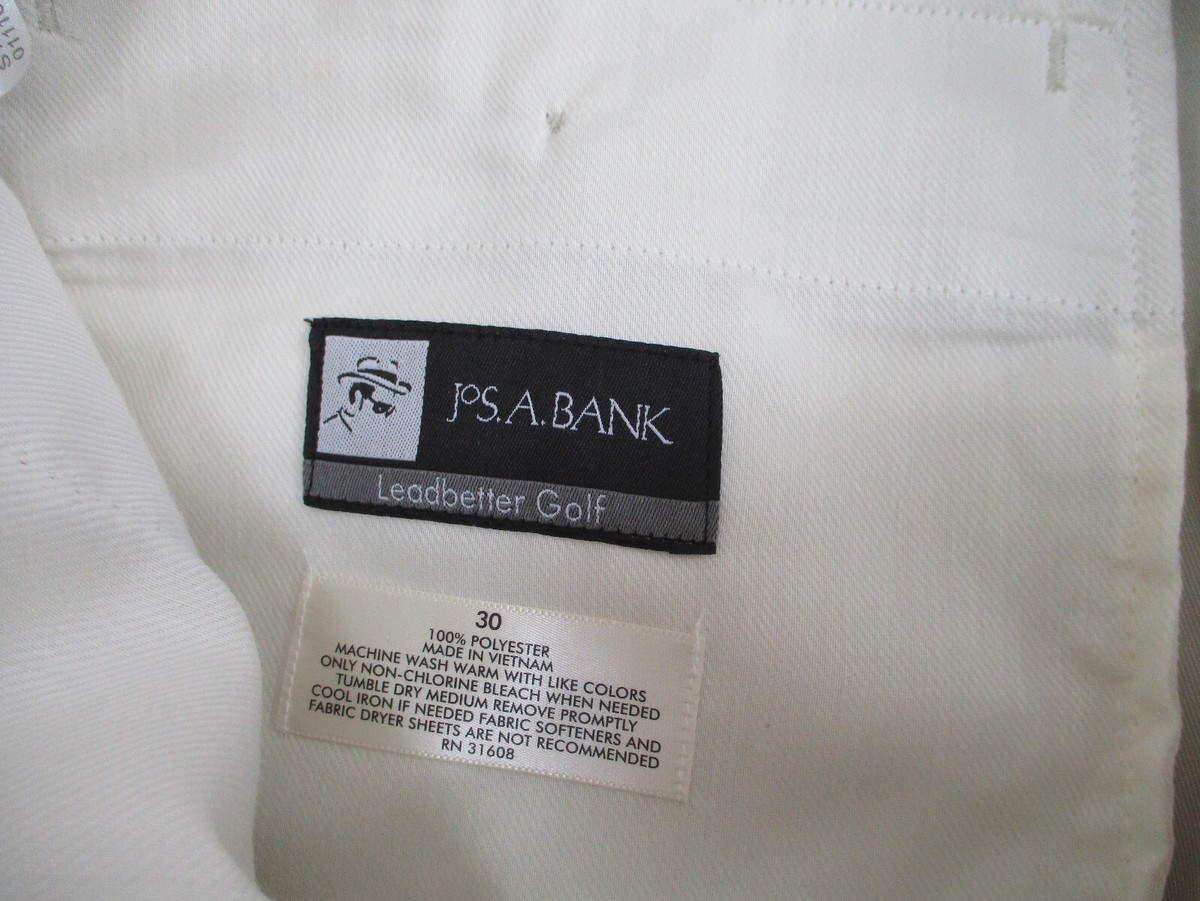 JoS. A. BANK
Leadbetter Golf
30
100% POLYESTER
MADE IN VIETNAM
MACHINE WASH WARM WITH LIKE COLORS
ONLY NON-CHLORINE BLEACH WHEN NEEDED
TUMBLE DRY MEDIUM REMOVE PROMPTLY
COOL IRON IF NEEDED FABRIC SOFTENERS AND
FABRIC DRYER SHEETS ARE NOT RECOMMENDED
RN 31608